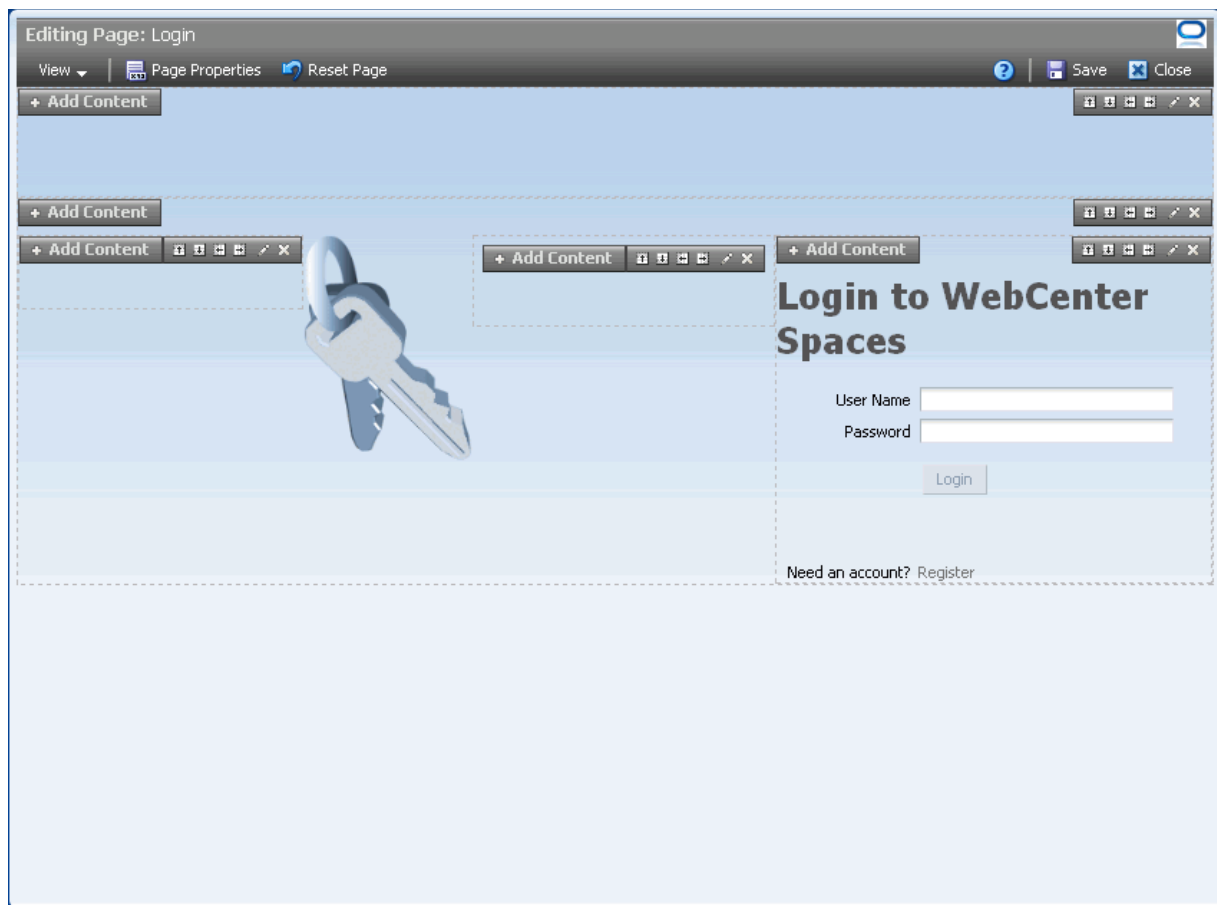 Editing Page: Login
View Page Properties Reset Page Save Close
+ Add Content
+ Add Content
+ Add Content + Add Content + Add Content
Login to WebCenter
Spaces
User Name
Password
Login
Need an account? Register